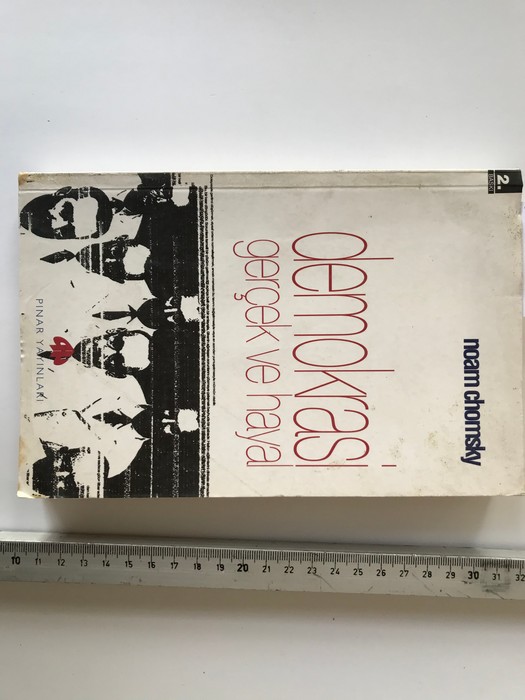 2. BASKI
noam chomsky
demokrasi
gerçek ve hayal
PINAR YAYINLARI
10 11 12 13 14 15 16 17 18 19 20 21 22 23 24 25 26 27 28 29 30 31 32